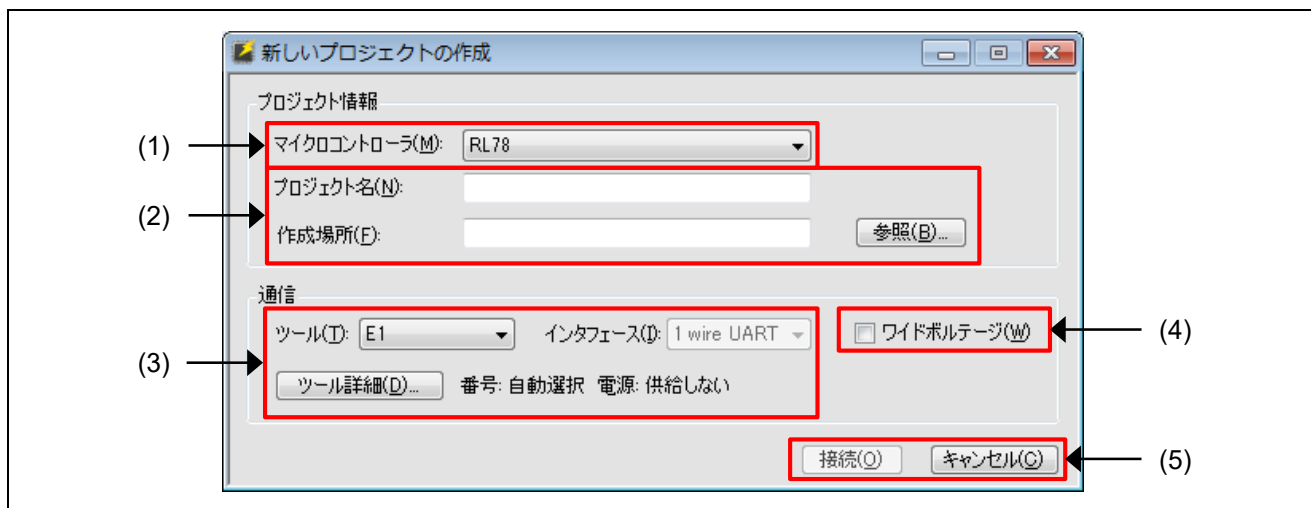 新しいプロジェクトの作成
プロジェクト情報
(1) マイクロコントローラ(M): RL78
プロジェクト名(N):
(2)
作成場所(F): 参照(B)...
通信
ツール(T): E1 インタフェース(I): 1 wire UART ワイドボルテージ(W) (4)
(3)
ツール詳細(D)... 番号: 自動選択 電源: 供給しない
接続(O) キャンセル(C) (5)